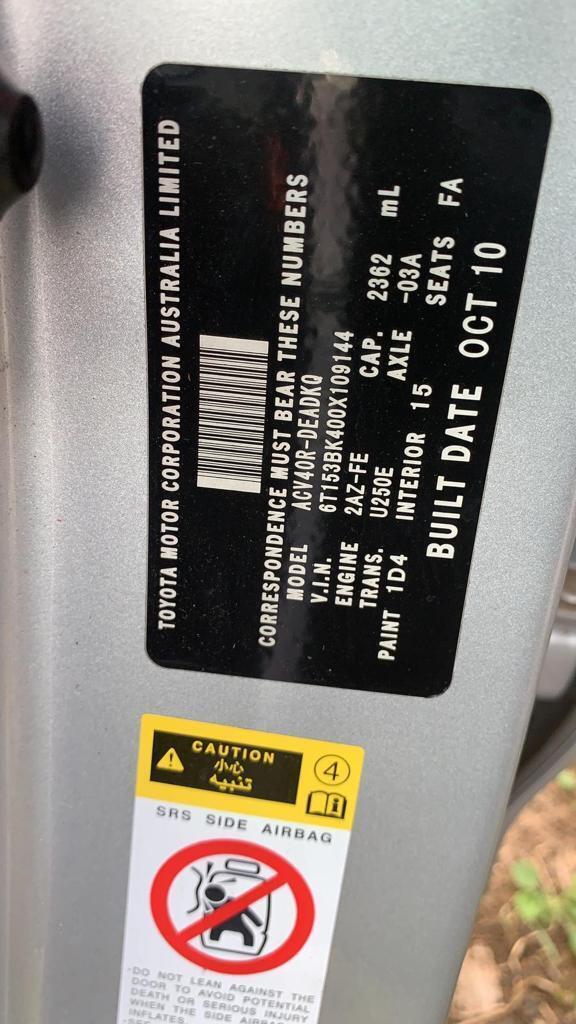 TOYOTA MOTOR CORPORATION AUSTRALIA LIMITED
CORRESPONDENCE MUST BEAR THESE NUMBERS
MODEL ACV40R-DEADKQ
V.I.N. 6T153BK400X109144
ENGINE 2AZ-FE CAP. 2362 mL
TRANS. U250E AXLE -03A
PAINT 1D4 INTERIOR 15 SEATS FA
BUILT DATE OCT 10
CAUTION
小心
تنبيه
4
SRS SIDE AIRBAG
-DO NOT LEAN AGAINST THE
DOOR TO AVOID POTENTIAL
DEATH OR SERIOUS INJURY
WHEN THE SIDE AIRBAG
INFLATES.